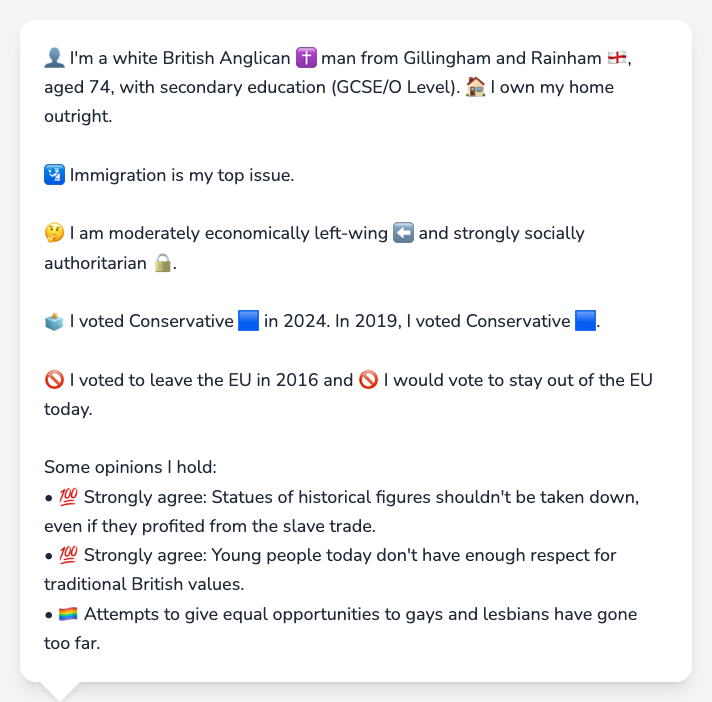 👤 I'm a white British Anglican ✝️ man from Gillingham and Rainham 🏴󠁧󠁢󠁥󠁮󠁧󠁿,
aged 74, with secondary education (GCSE/O Level). 🏠 I own my home
outright.
🛂 Immigration is my top issue.
🤔 I am moderately economically left-wing ⬅️ and strongly socially
authoritarian 🔒.
🗳️ I voted Conservative 🟦 in 2024. In 2019, I voted Conservative 🟦.
🚫 I voted to leave the EU in 2016 and 🚫 I would vote to stay out of the EU
today.
Some opinions I hold:
• 💯 Strongly agree: Statues of historical figures shouldn't be taken down,
even if they profited from the slave trade.
• 💯 Strongly agree: Young people today don't have enough respect for
traditional British values.
• 🏳️‍🌈 Attempts to give equal opportunities to gays and lesbians have gone
too far.